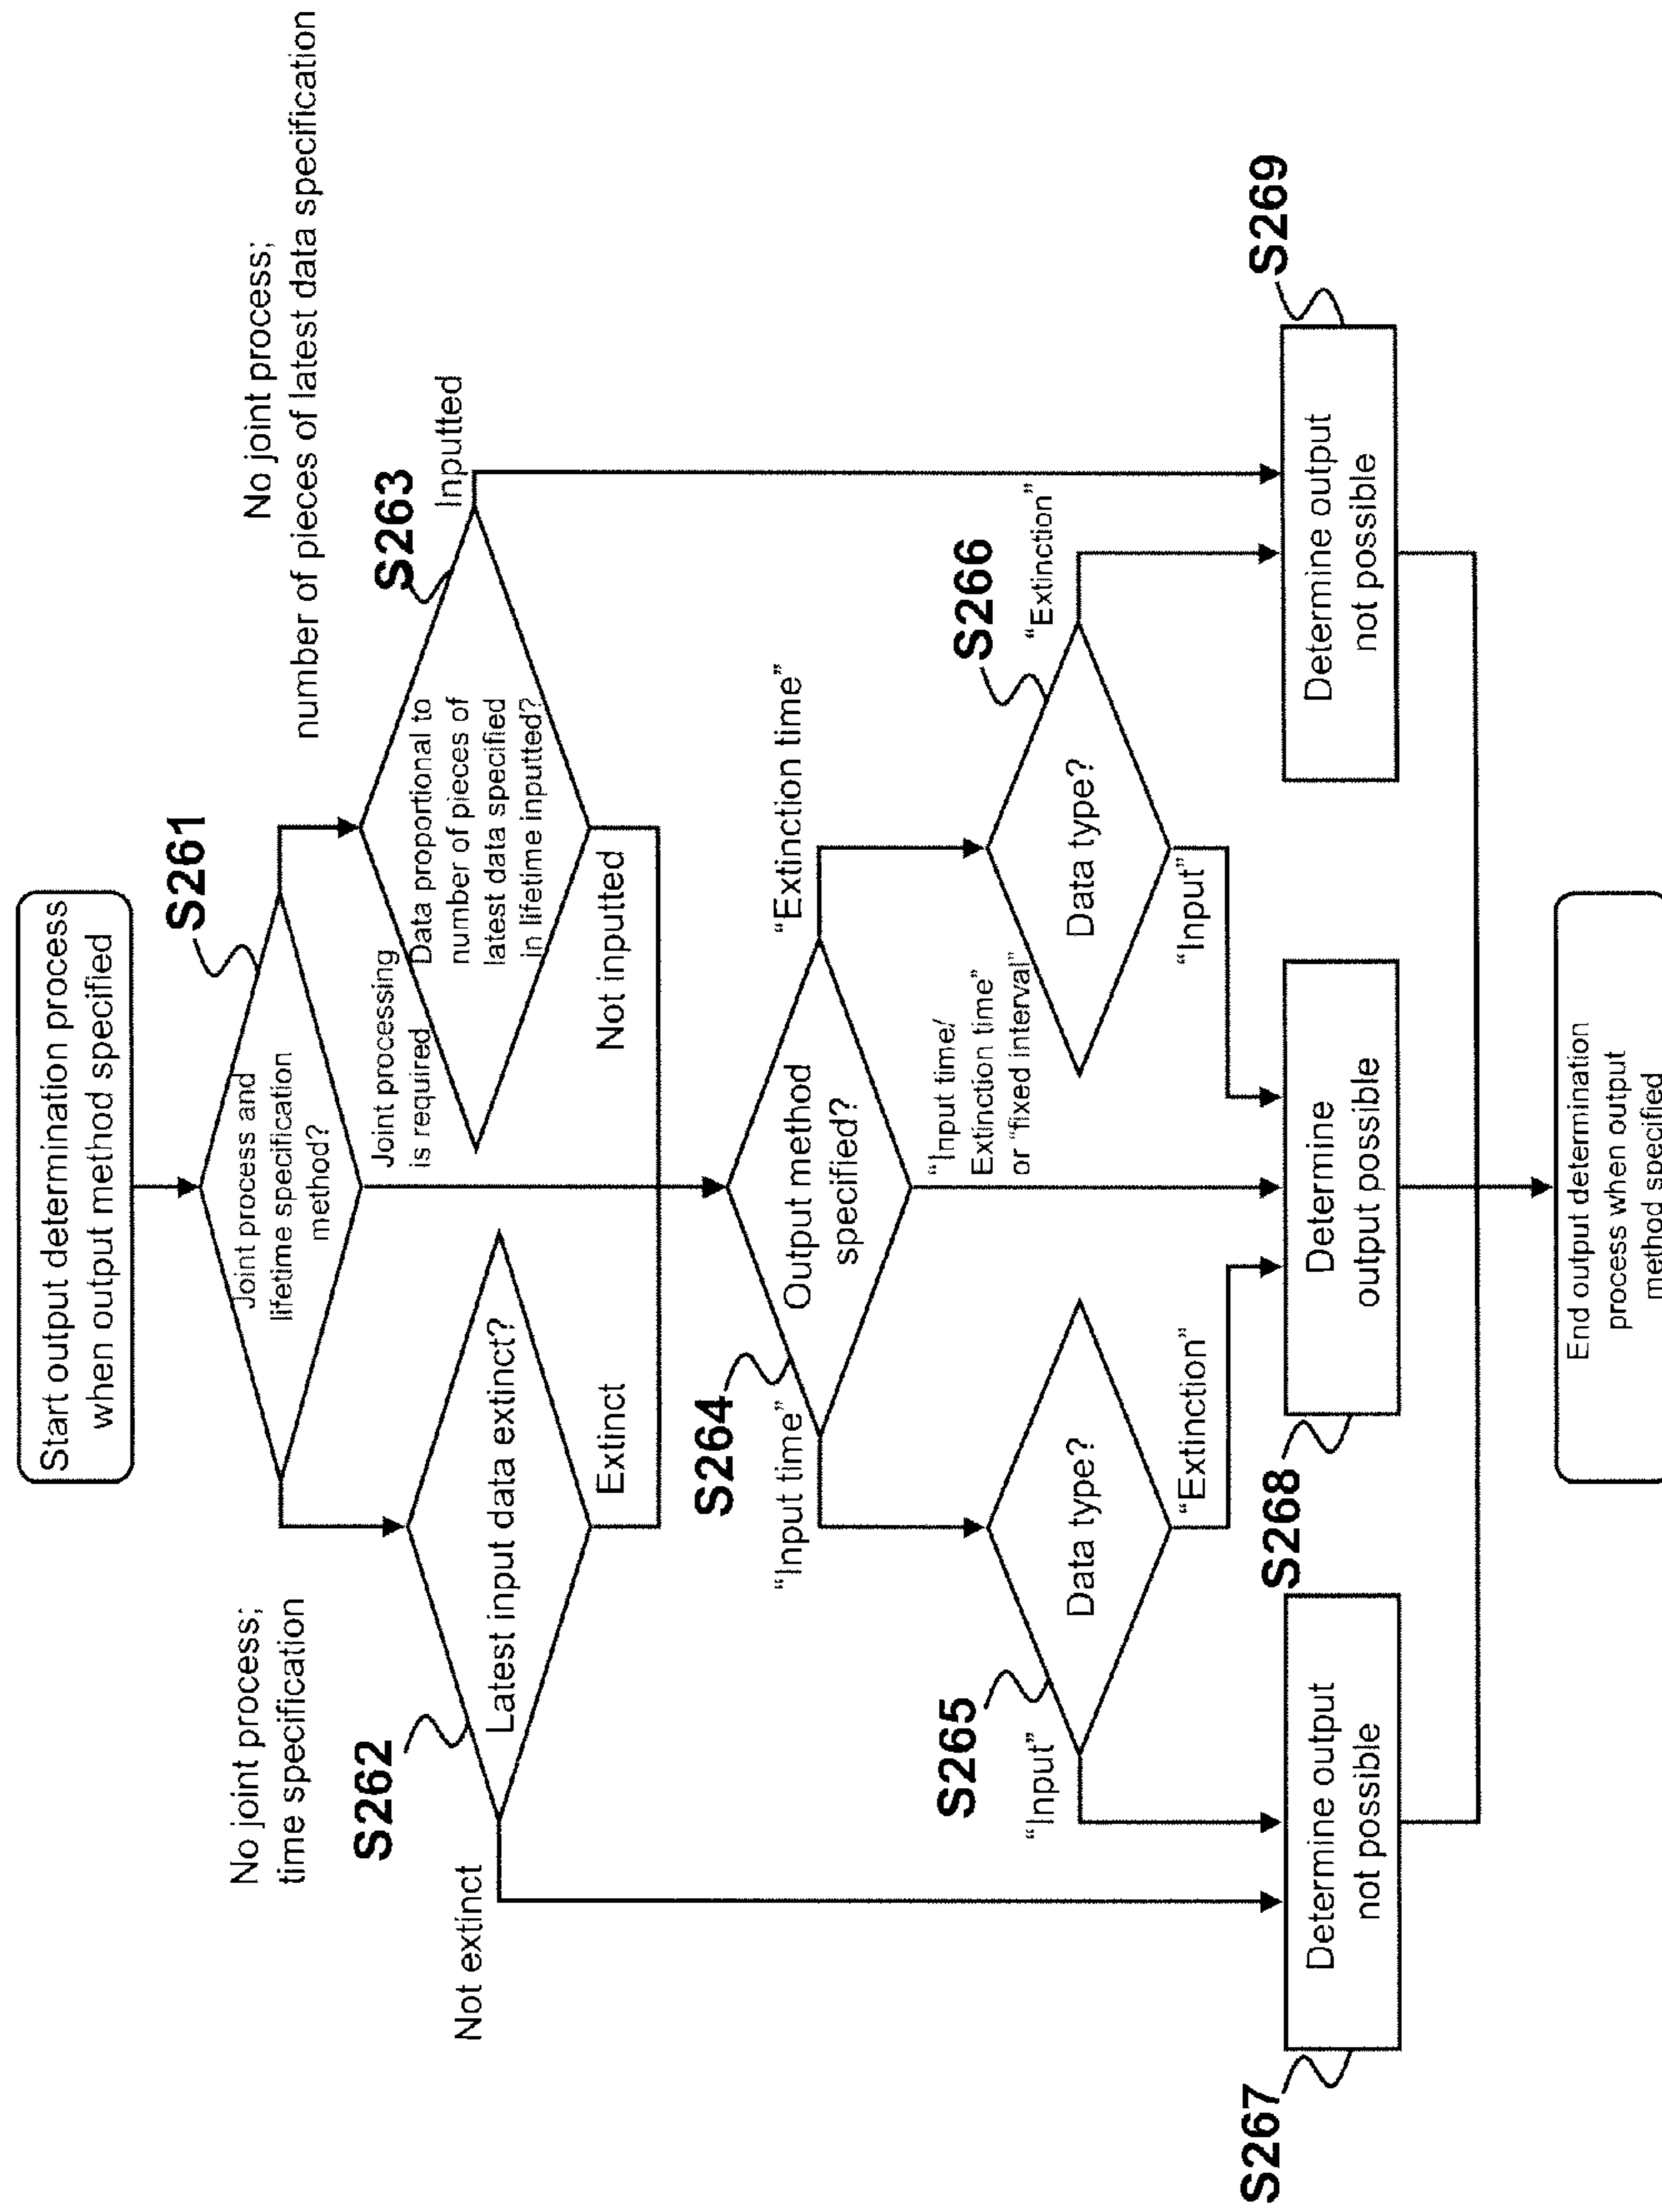 Start output determination process
when output method specified
S261
Joint process and
lifetime specification
method?
No joint process;
time specification
No joint process;
number of pieces of latest data specification
Joint processing
is required
S262
Latest input data extinct?
Not extinct
Extinct
S263
Data proportional to
number of pieces of
latest data specified
in lifetime inputted?
Inputted
Not inputted
S264
Output method
specified?
“Input time”
“Extinction time”
“Input time/
Extinction time”
or “fixed interval”
S265
Data type?
“Input”
“Extinction”
S266
Data type?
“Extinction”
“Input”
S267
Determine output
not possible
S268
Determine
output possible
S269
Determine output
not possible
End output determination
process when output
method specified